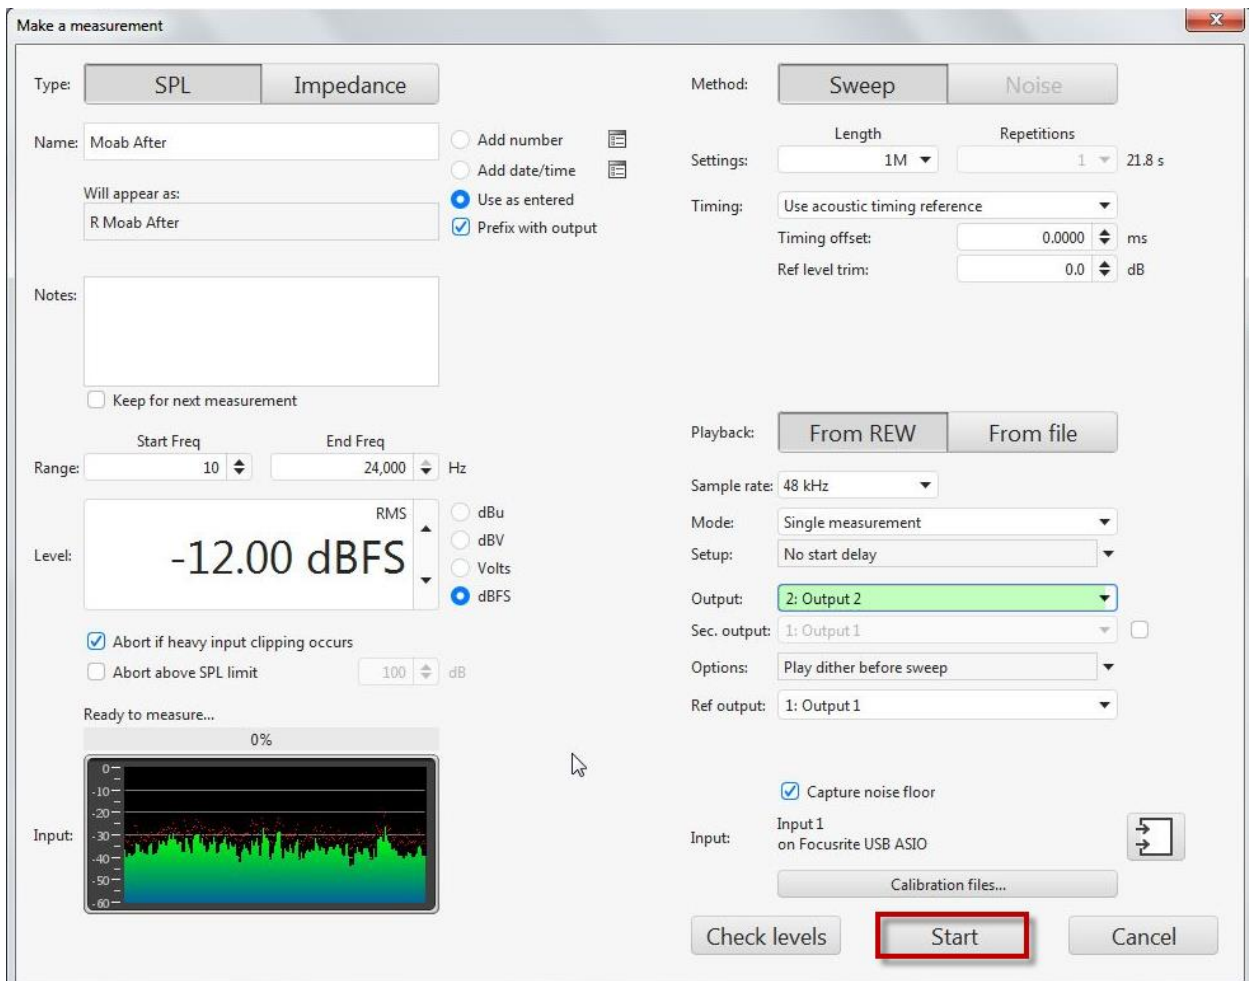 Make a measurement
Type: SPL Impedance
Name: Moab After
Add number
Add date/time
Will appear as:
Use as entered
R Moab After
Prefix with output
Notes:
Keep for next measurement
Start Freq End Freq
Range: 10 24,000 Hz
RMS
Level: -12.00 dBFS
dBu
dBV
Volts
dBFS
Abort if heavy input clipping occurs
Abort above SPL limit 100 dB
Ready to measure...
0%
Input:
0
-10
-20
-30
-40
-50
-60
Method: Sweep Noise
Length Repetitions
Settings: 1M 1 21.8 s
Timing: Use acoustic timing reference
Timing offset: 0.0000 ms
Ref level trim: 0.0 dB
Playback: From REW From file
Sample rate: 48 kHz
Mode: Single measurement
Setup: No start delay
Output: 2: Output 2
Sec. output: 1: Output 1
Options: Play dither before sweep
Ref output: 1: Output 1
Capture noise floor
Input: Input 1
on Focusrite USB ASIO
Calibration files...
Check levels Start Cancel